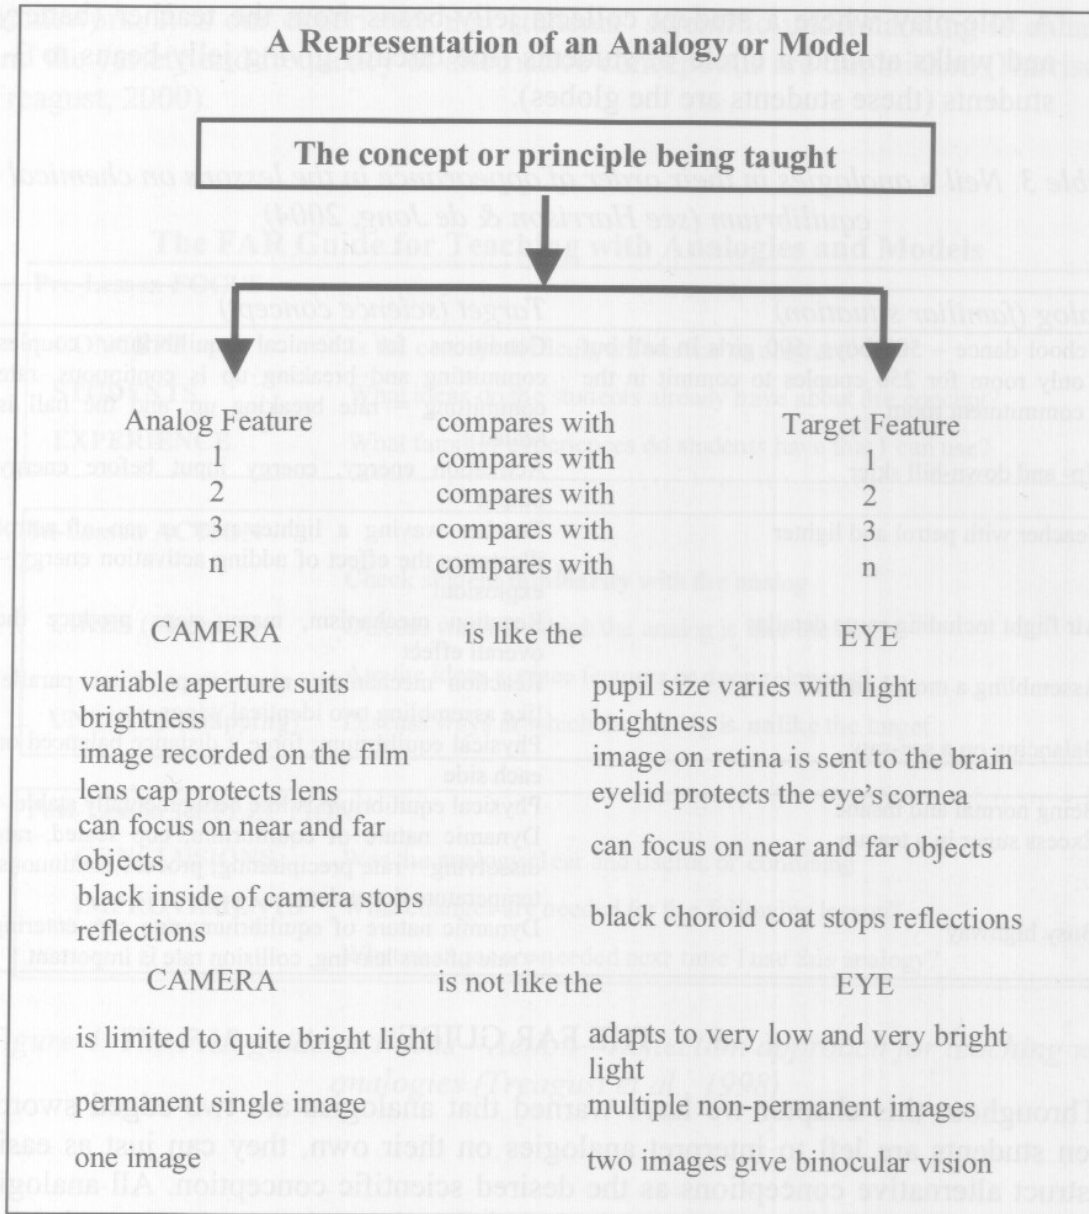 A Representation of an Analogy or Model
The concept or principle being taught
Analog Feature compares with Target Feature
1 compares with 1
2 compares with 2
3 compares with 3
n compares with n
CAMERA is like the EYE
variable aperture suits
brightness
pupil size varies with light
brightness
image recorded on the film
image on retina is sent to the brain
lens cap protects lens
eyelid protects the eye's cornea
can focus on near and far
objects
can focus on near and far objects
black inside of camera stops
reflections
black choroid coat stops reflections
CAMERA is not like the EYE
is limited to quite bright light
adapts to very low and very bright
light
permanent single image
multiple non-permanent images
one image
two images give binocular vision